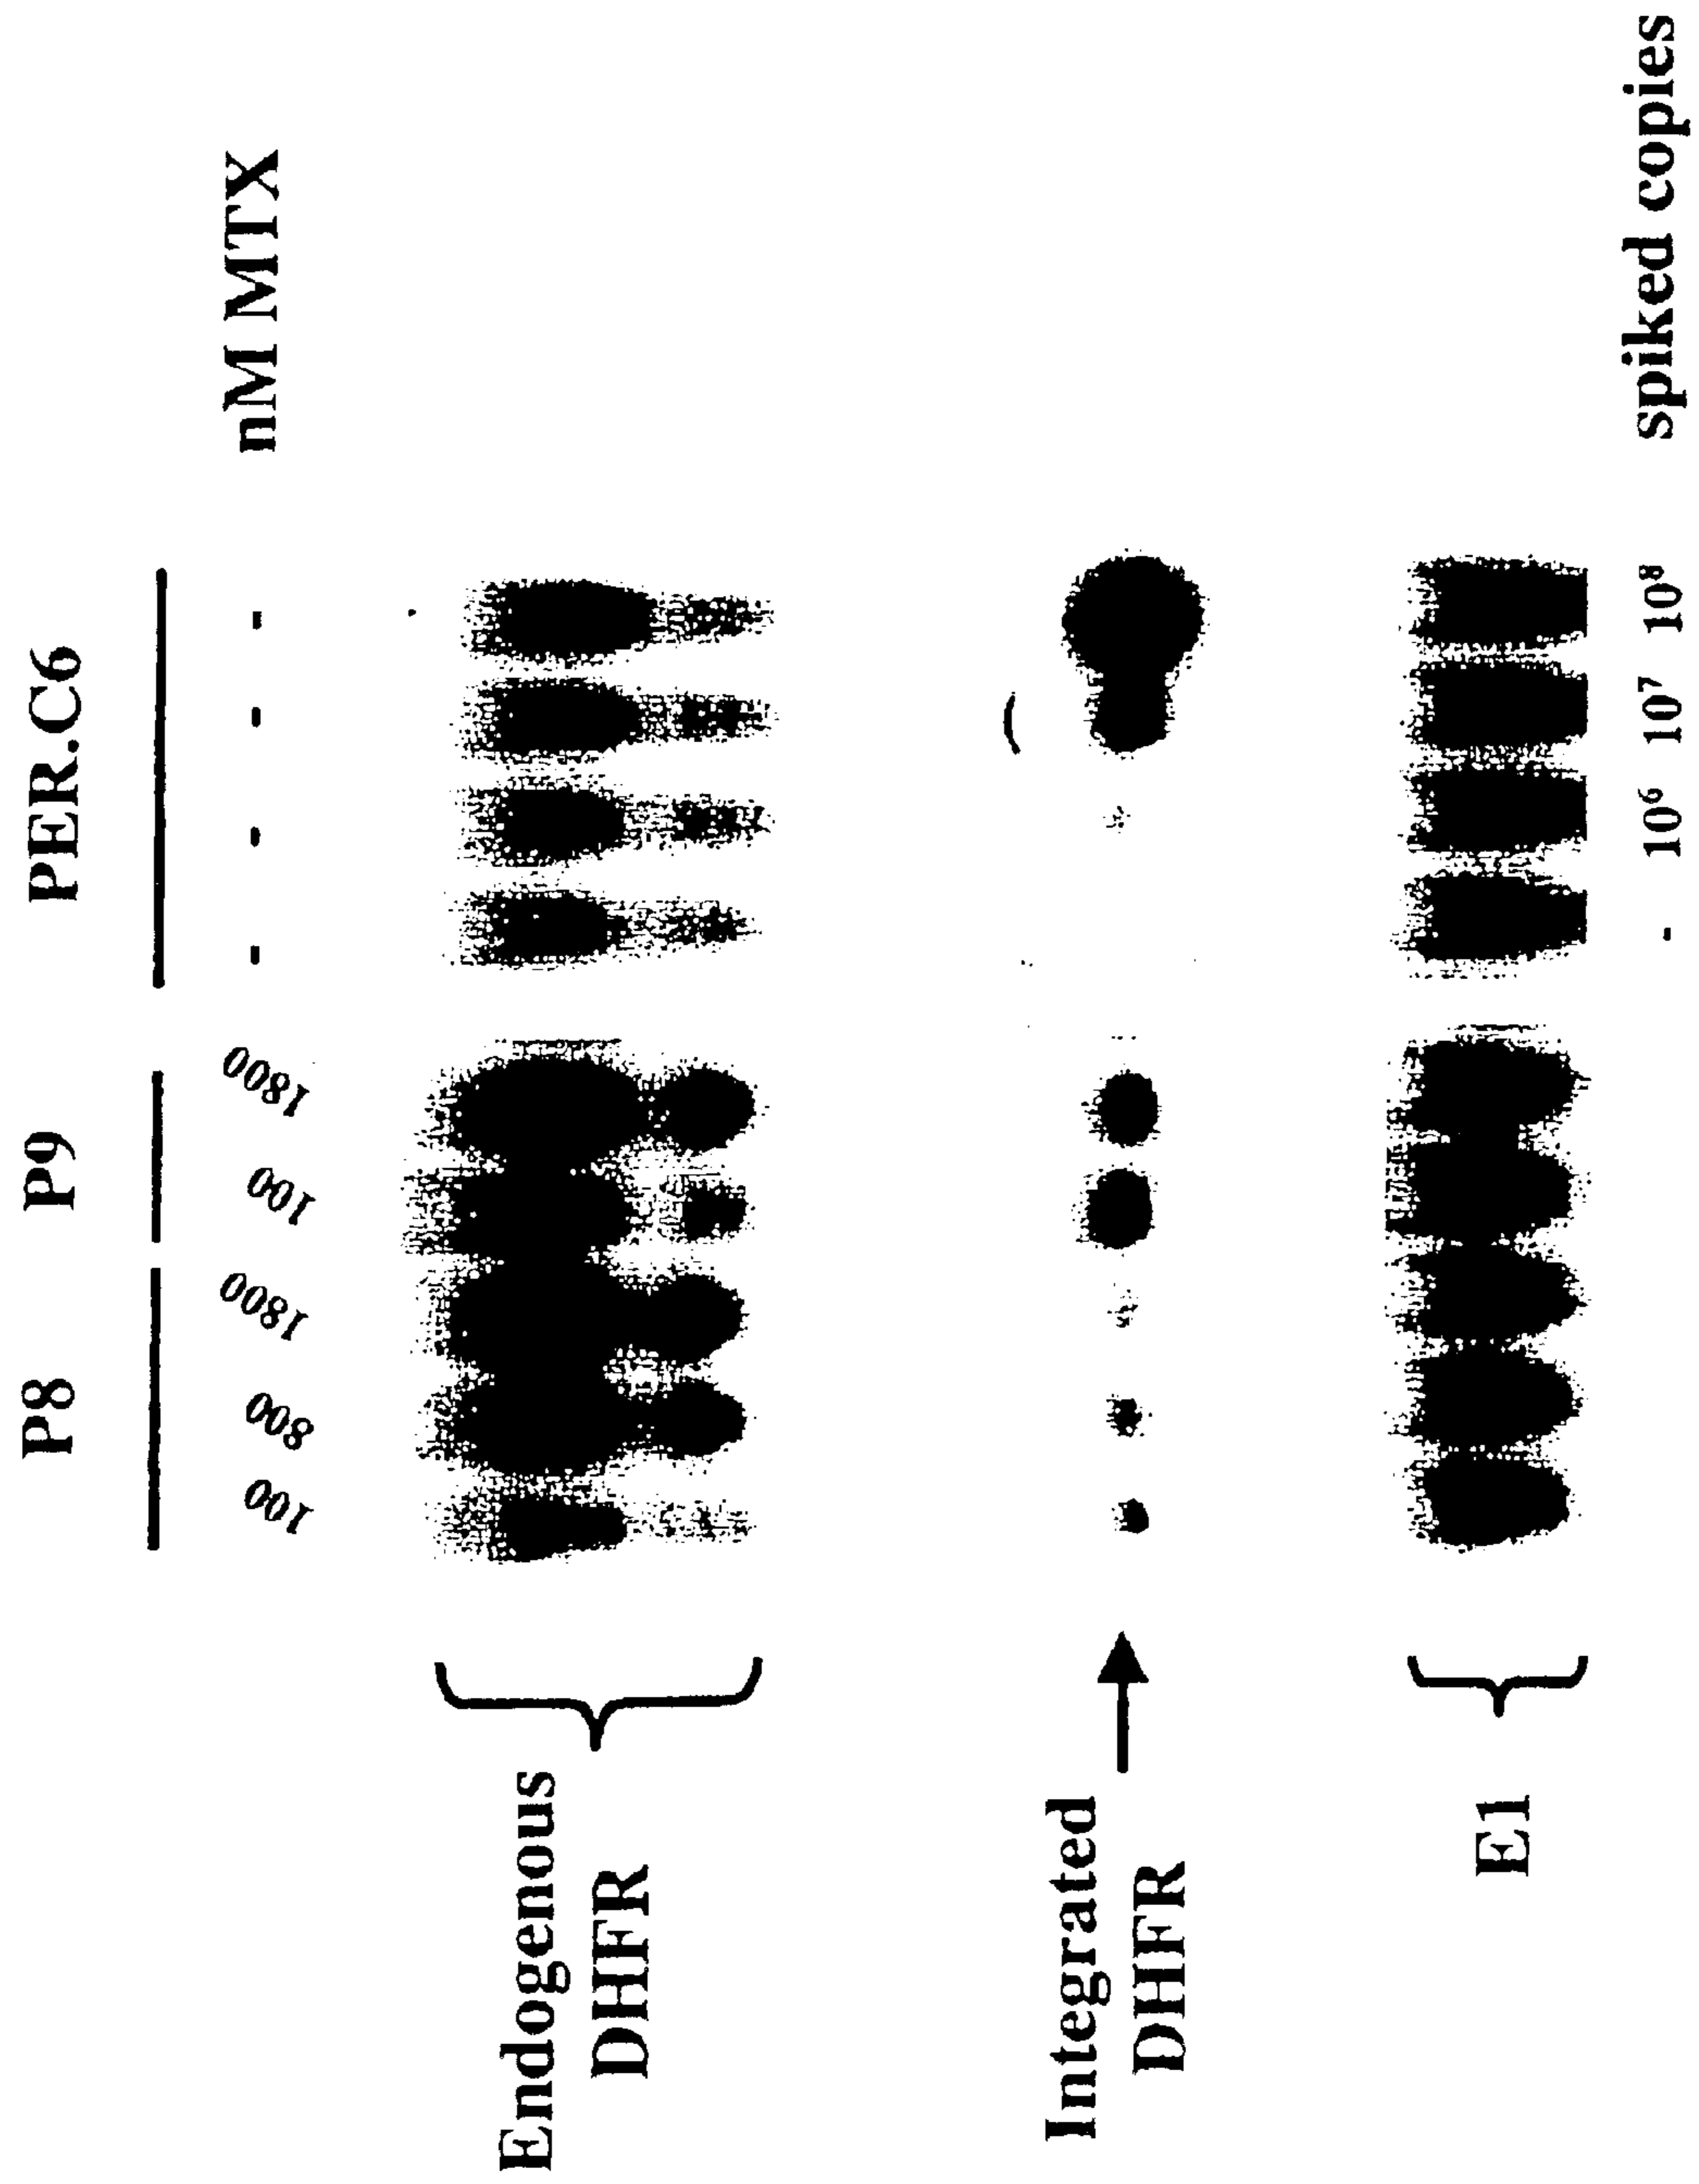 P8 P9 PER.C6
100 800 1800 100 1800 - - - - nM MTX
Endogenous
DHFR
Integrated
DHFR
E1
- 10⁶ 10⁷ 10⁸ spiked copies